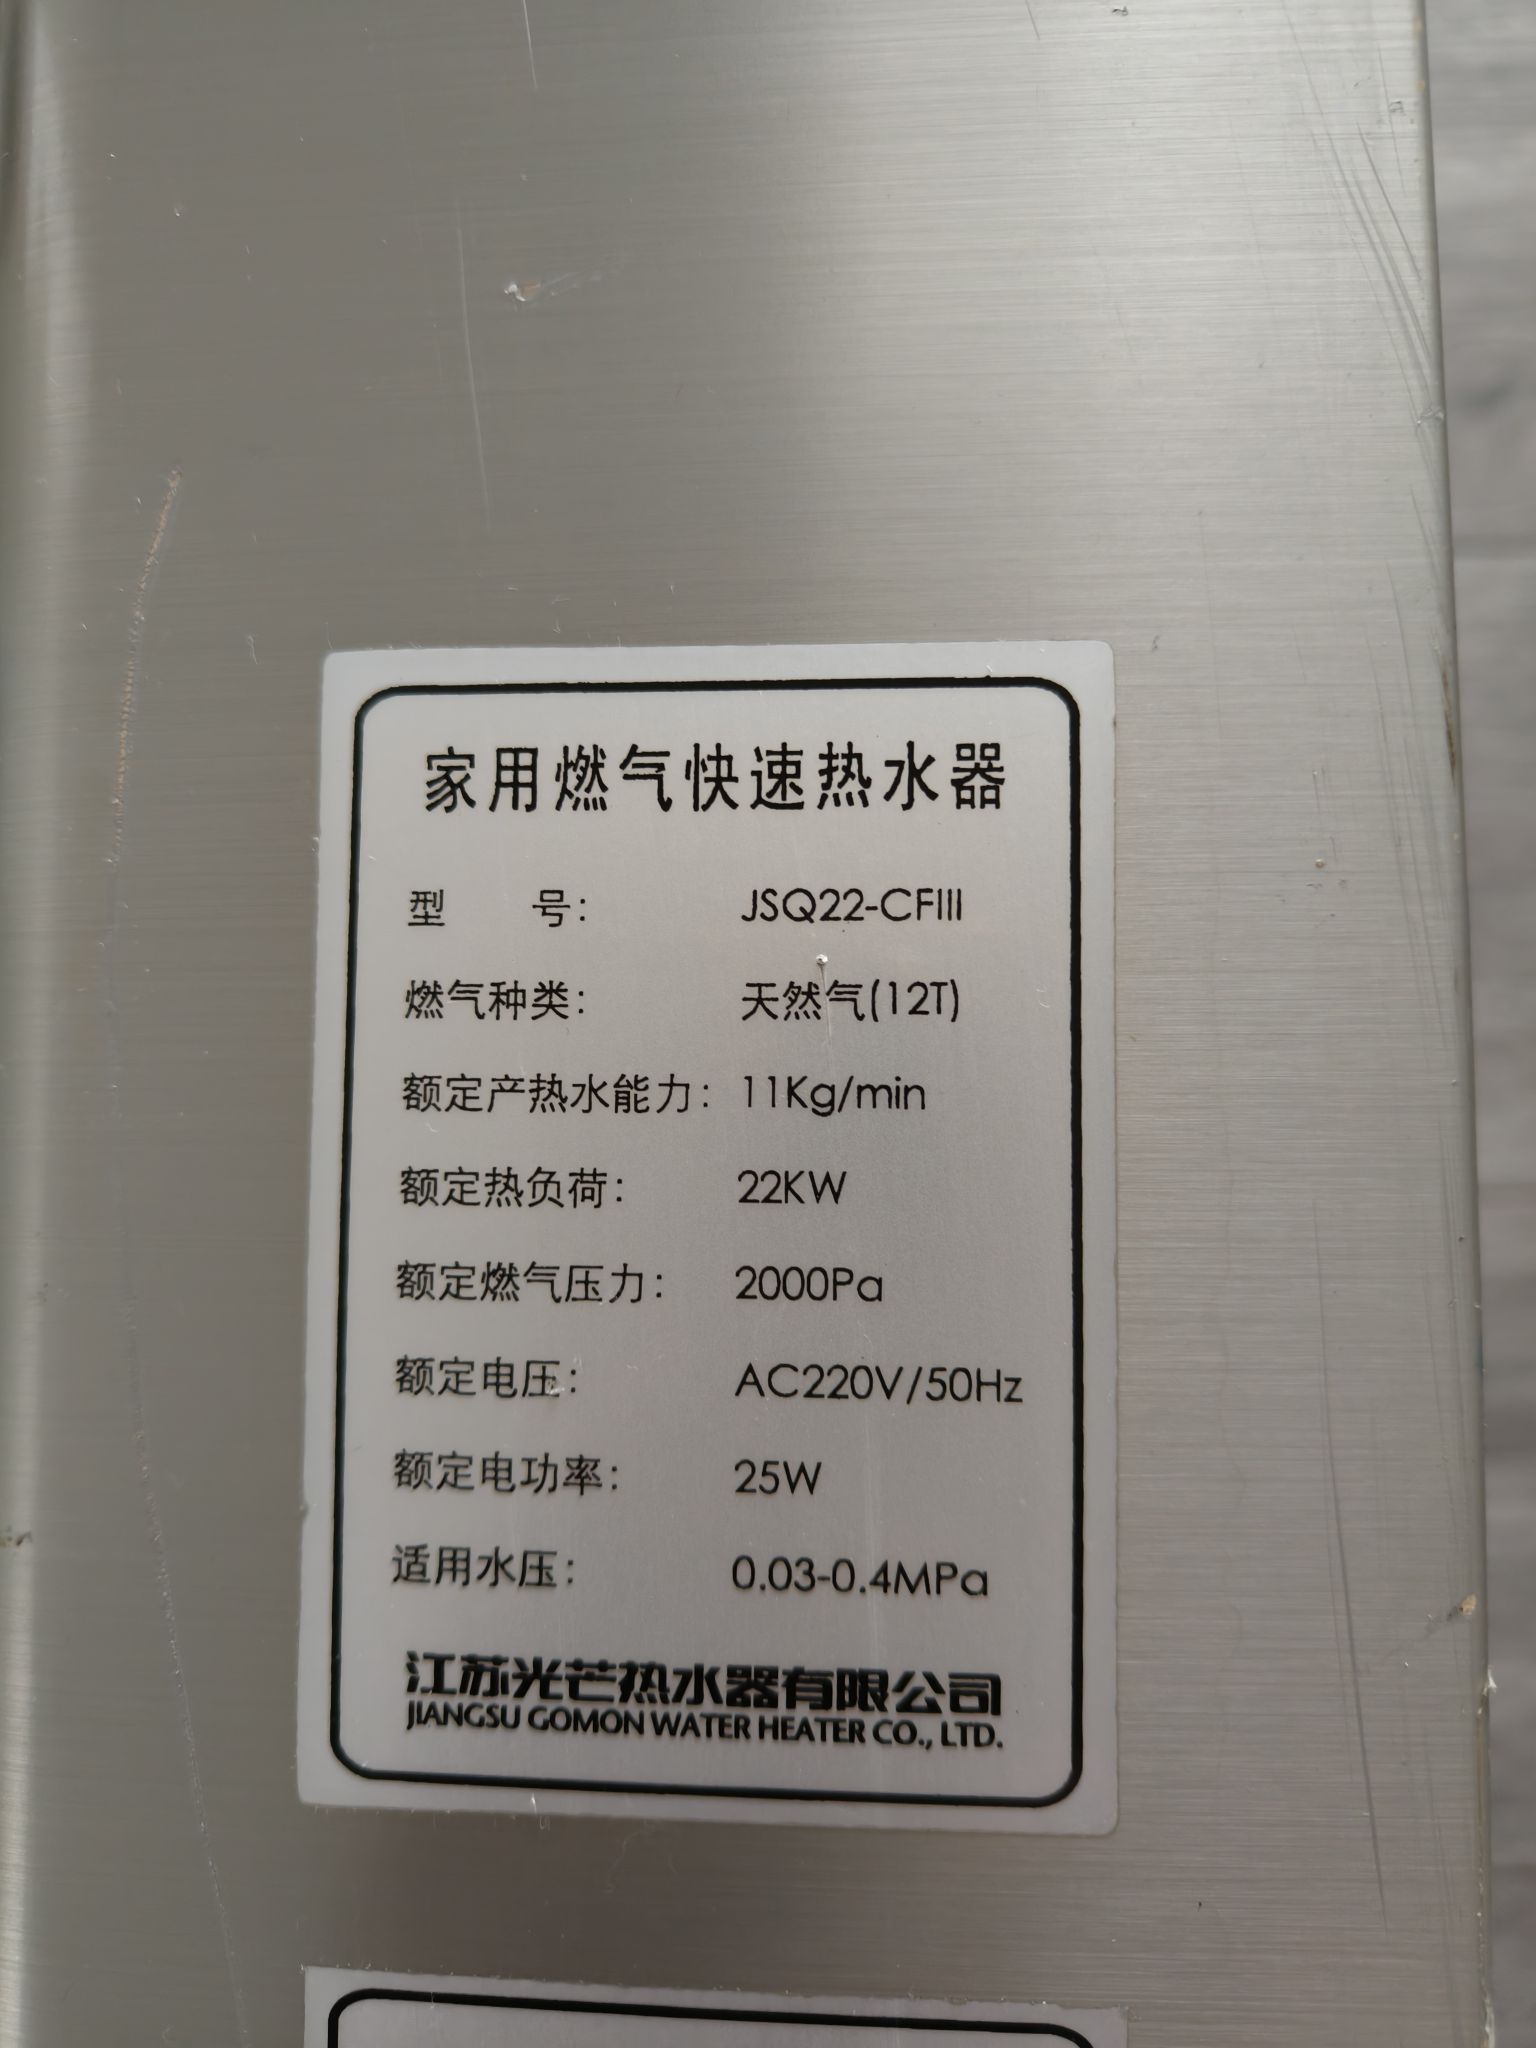 家用燃气快速热水器
型 号: JSQ22-CFIII
燃气种类: 天然气(12T)
额定产热水能力: 11Kg/min
额定热负荷: 22KW
额定燃气压力: 2000Pa
额定电压: AC220V/50Hz
额定电功率: 25W
适用水压: 0.03-0.4MPa
江苏光芒热水器有限公司
JIANGSU GOMON WATER HEATER CO., LTD.